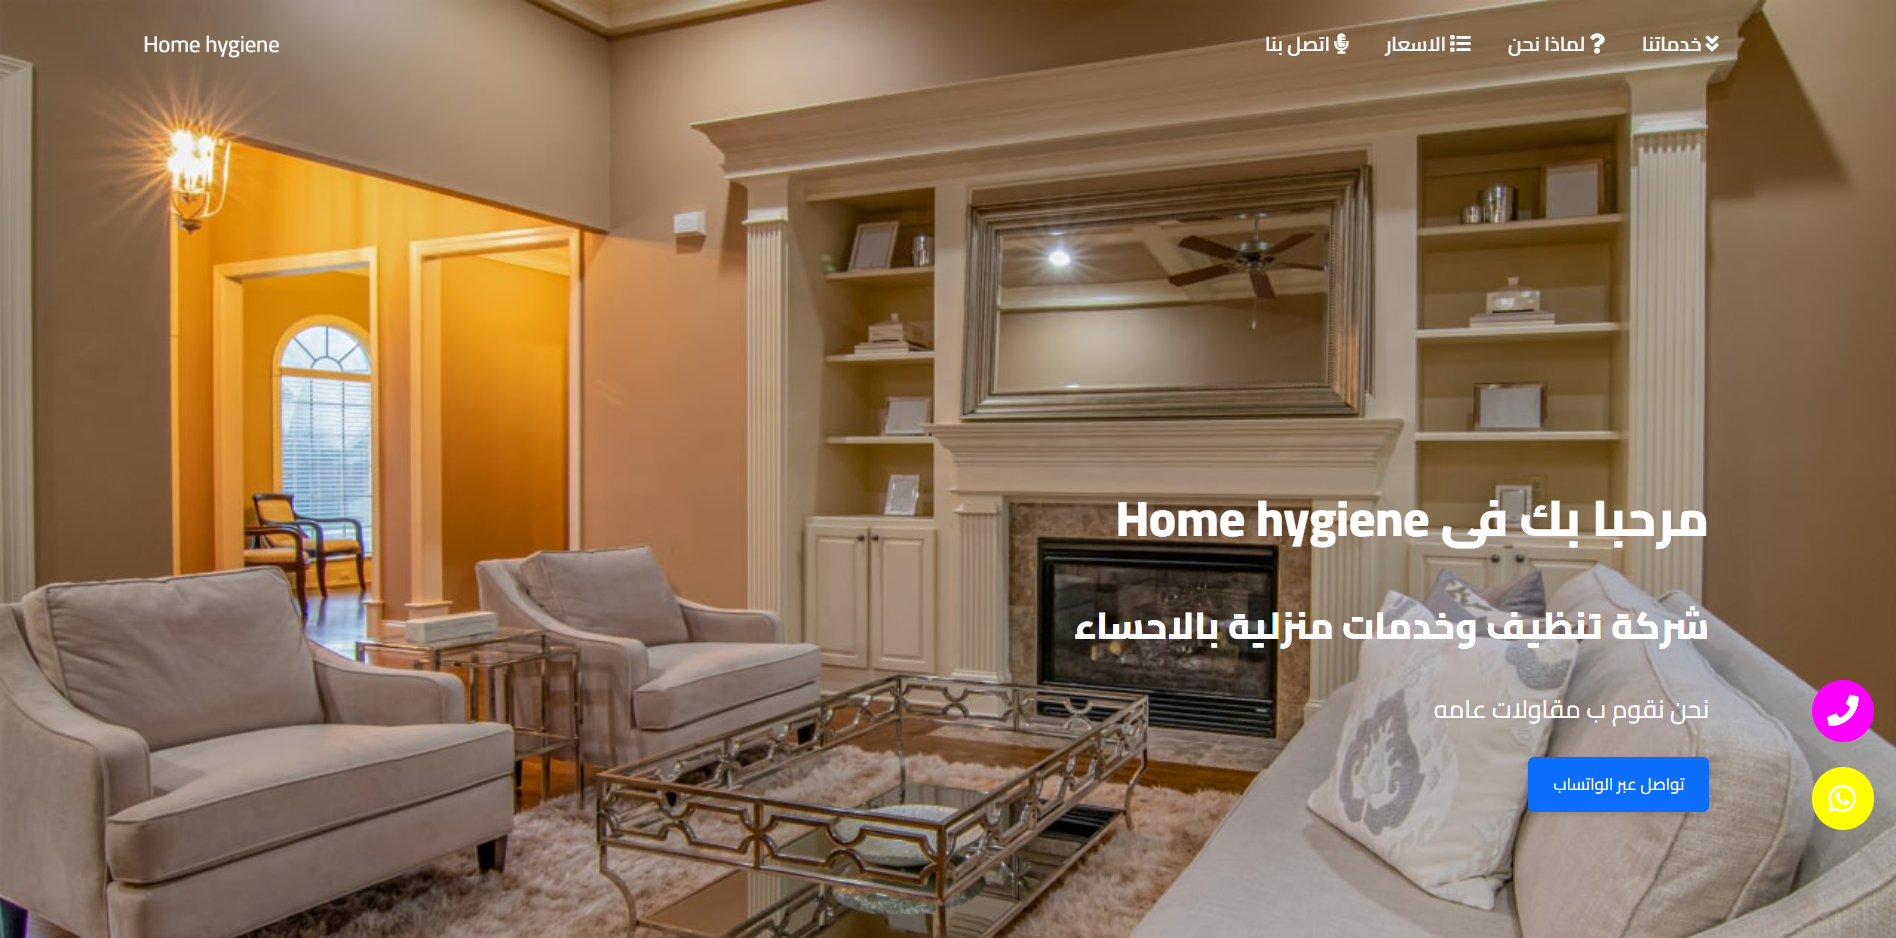 خدماتنا
لماذا نحن
الاسعار
اتصل بنا
Home hygiene
مرحبا بك فى Home hygiene
شركة تنظيف وخدمات منزلية بالاحساء
نحن نقوم ب مقاولات عامه
تواصل عبر الواتساب